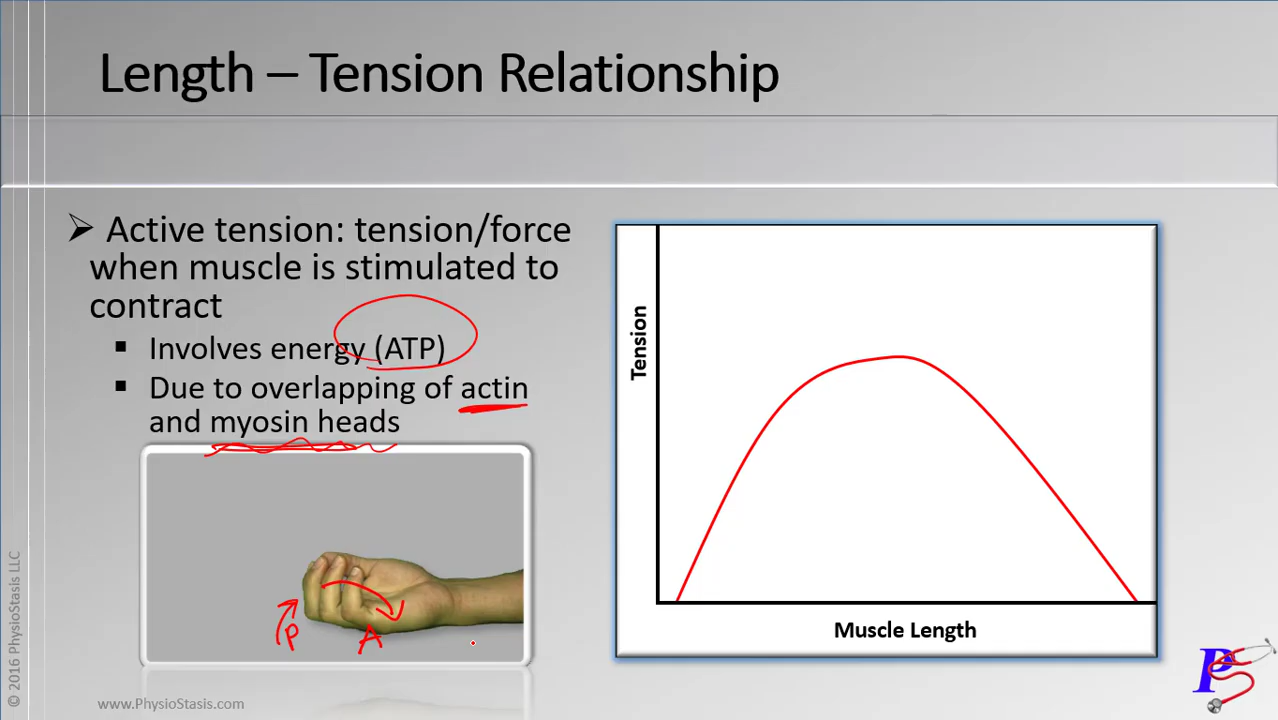 Length – Tension Relationship
➢ Active tension: tension/force
when muscle is stimulated to
contract
▪ Involves energy (ATP)
▪ Due to overlapping of actin
and myosin heads
P
A
Tension
Muscle Length
© 2016 PhysioStasis LLC
www.PhysioStasis.com
PS